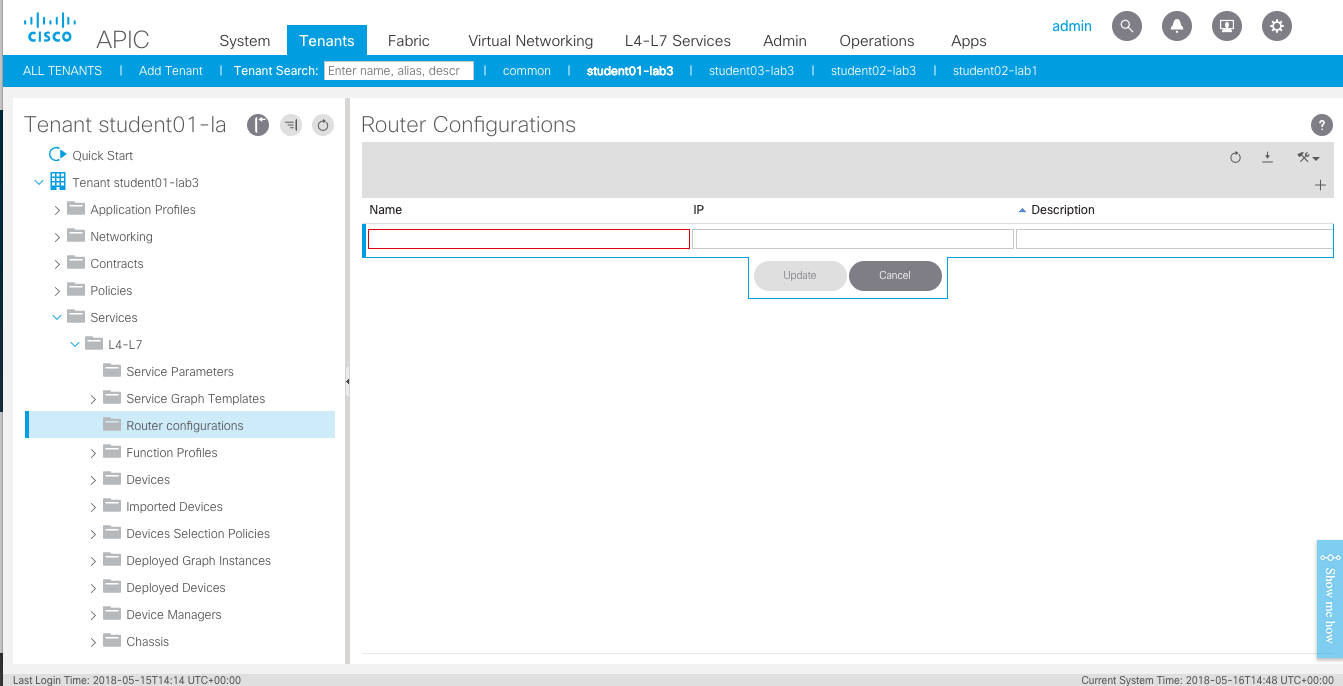 CISCO APIC System Tenants Fabric Virtual Networking L4-L7 Services Admin Operations Apps admin
ALL TENANTS | Add Tenant | Tenant Search: Enter name, alias, descr | common | student01-lab3 | student03-lab3 | student02-lab3 | student02-lab1
Tenant student01-la
Quick Start
Tenant student01-lab3
Application Profiles
Networking
Contracts
Policies
Services
L4-L7
Service Parameters
Service Graph Templates
Router configurations
Function Profiles
Devices
Imported Devices
Devices Selection Policies
Deployed Graph Instances
Deployed Devices
Device Managers
Chassis
Router Configurations ?
Name IP Description
Update Cancel
Show me how
Last Login Time: 2018-05-15T14:14 UTC+00:00 Current System Time: 2018-05-16T14:48 UTC+00:00